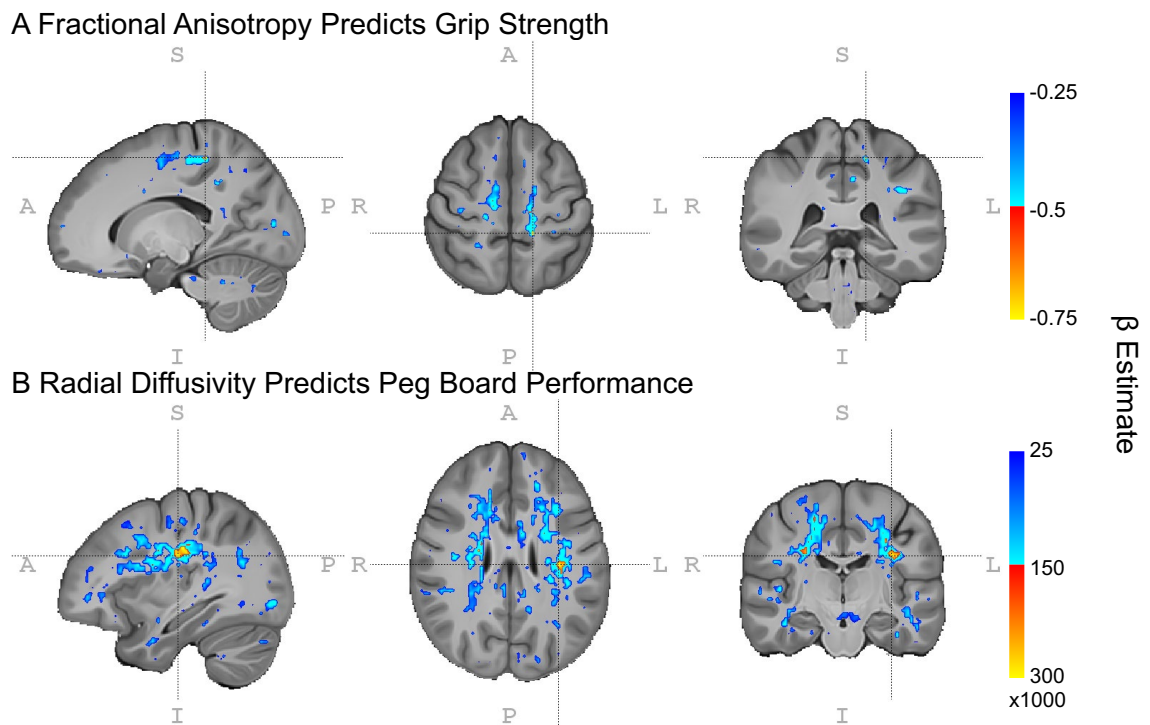 A Fractional Anisotropy Predicts Grip Strength
S
A
S
A
P
R
L
R
L
I
P
I
-0.25
-0.5
-0.75
β Estimate
B Radial Diffusivity Predicts Peg Board Performance
S
A
S
A
P
R
L
R
L
I
P
I
25
150
300
x1000